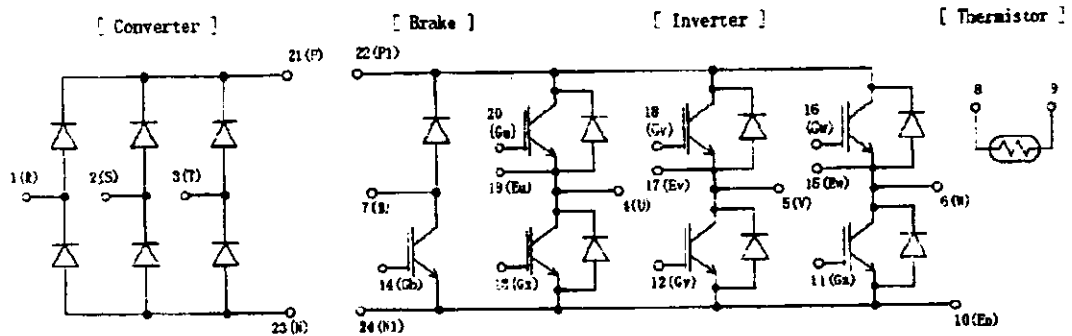 [ Converter ]
[ Brake ]
[ Inverter ]
[ Thermistor ]
21(P)
22(P1)
8
9
20
(Gu)
18
(Gv)
16
(Gw)
1(R)
2(S)
3(T)
19(Eu)
17(Ev)
15(Ew)
7(B)
4(U)
5(V)
6(W)
14(Gb)
13(Gx)
12(Gy)
11(Gz)
23(N)
24(N1)
10(En)